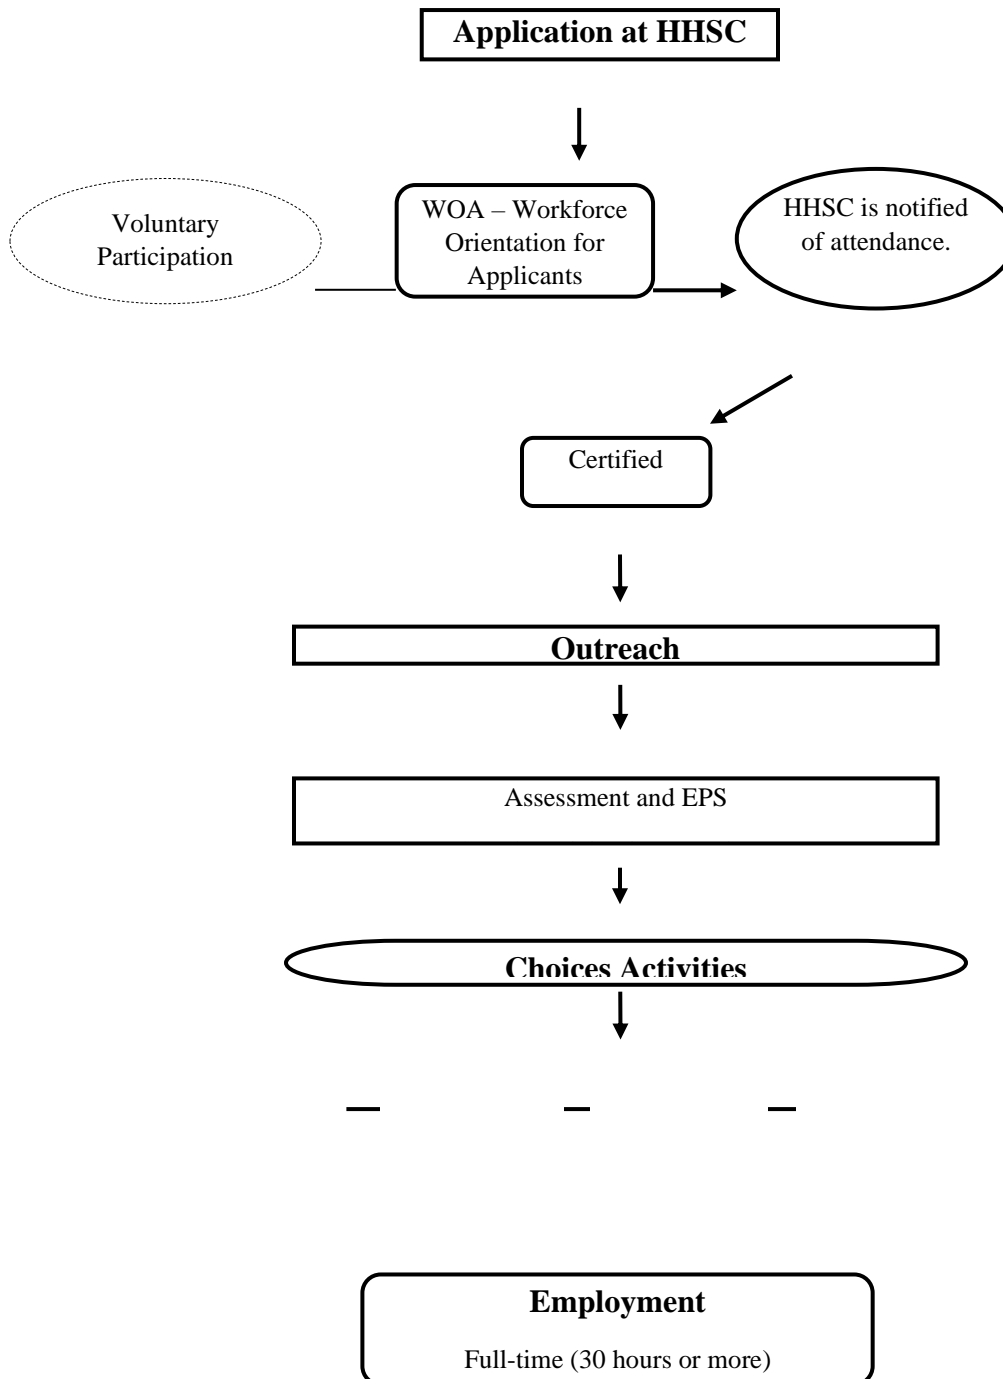 Application at HHSC
Voluntary
Participation
WOA – Workforce
Orientation for
Applicants
HHSC is notified
of attendance.
Certified
Outreach
Assessment and EPS
Choices Activities
Employment
Full-time (30 hours or more)